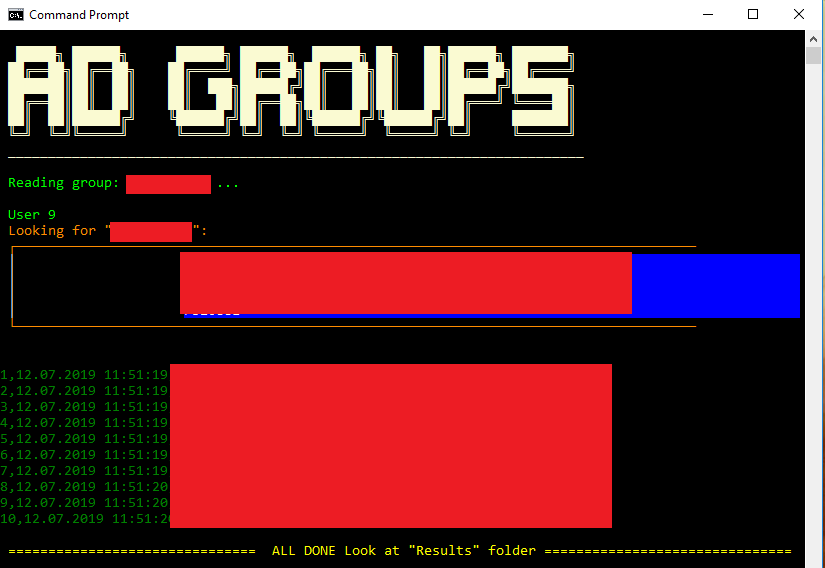 Command Prompt
AD GROUPS
Reading group: ...
User 9
Looking for "":
1,12.07.2019 11:51:19
2,12.07.2019 11:51:19
3,12.07.2019 11:51:19
4,12.07.2019 11:51:19
5,12.07.2019 11:51:19
6,12.07.2019 11:51:19
7,12.07.2019 11:51:19
8,12.07.2019 11:51:20
9,12.07.2019 11:51:20
10,12.07.2019 11:51:20
=============================== ALL DONE Look at "Results" folder ===============================